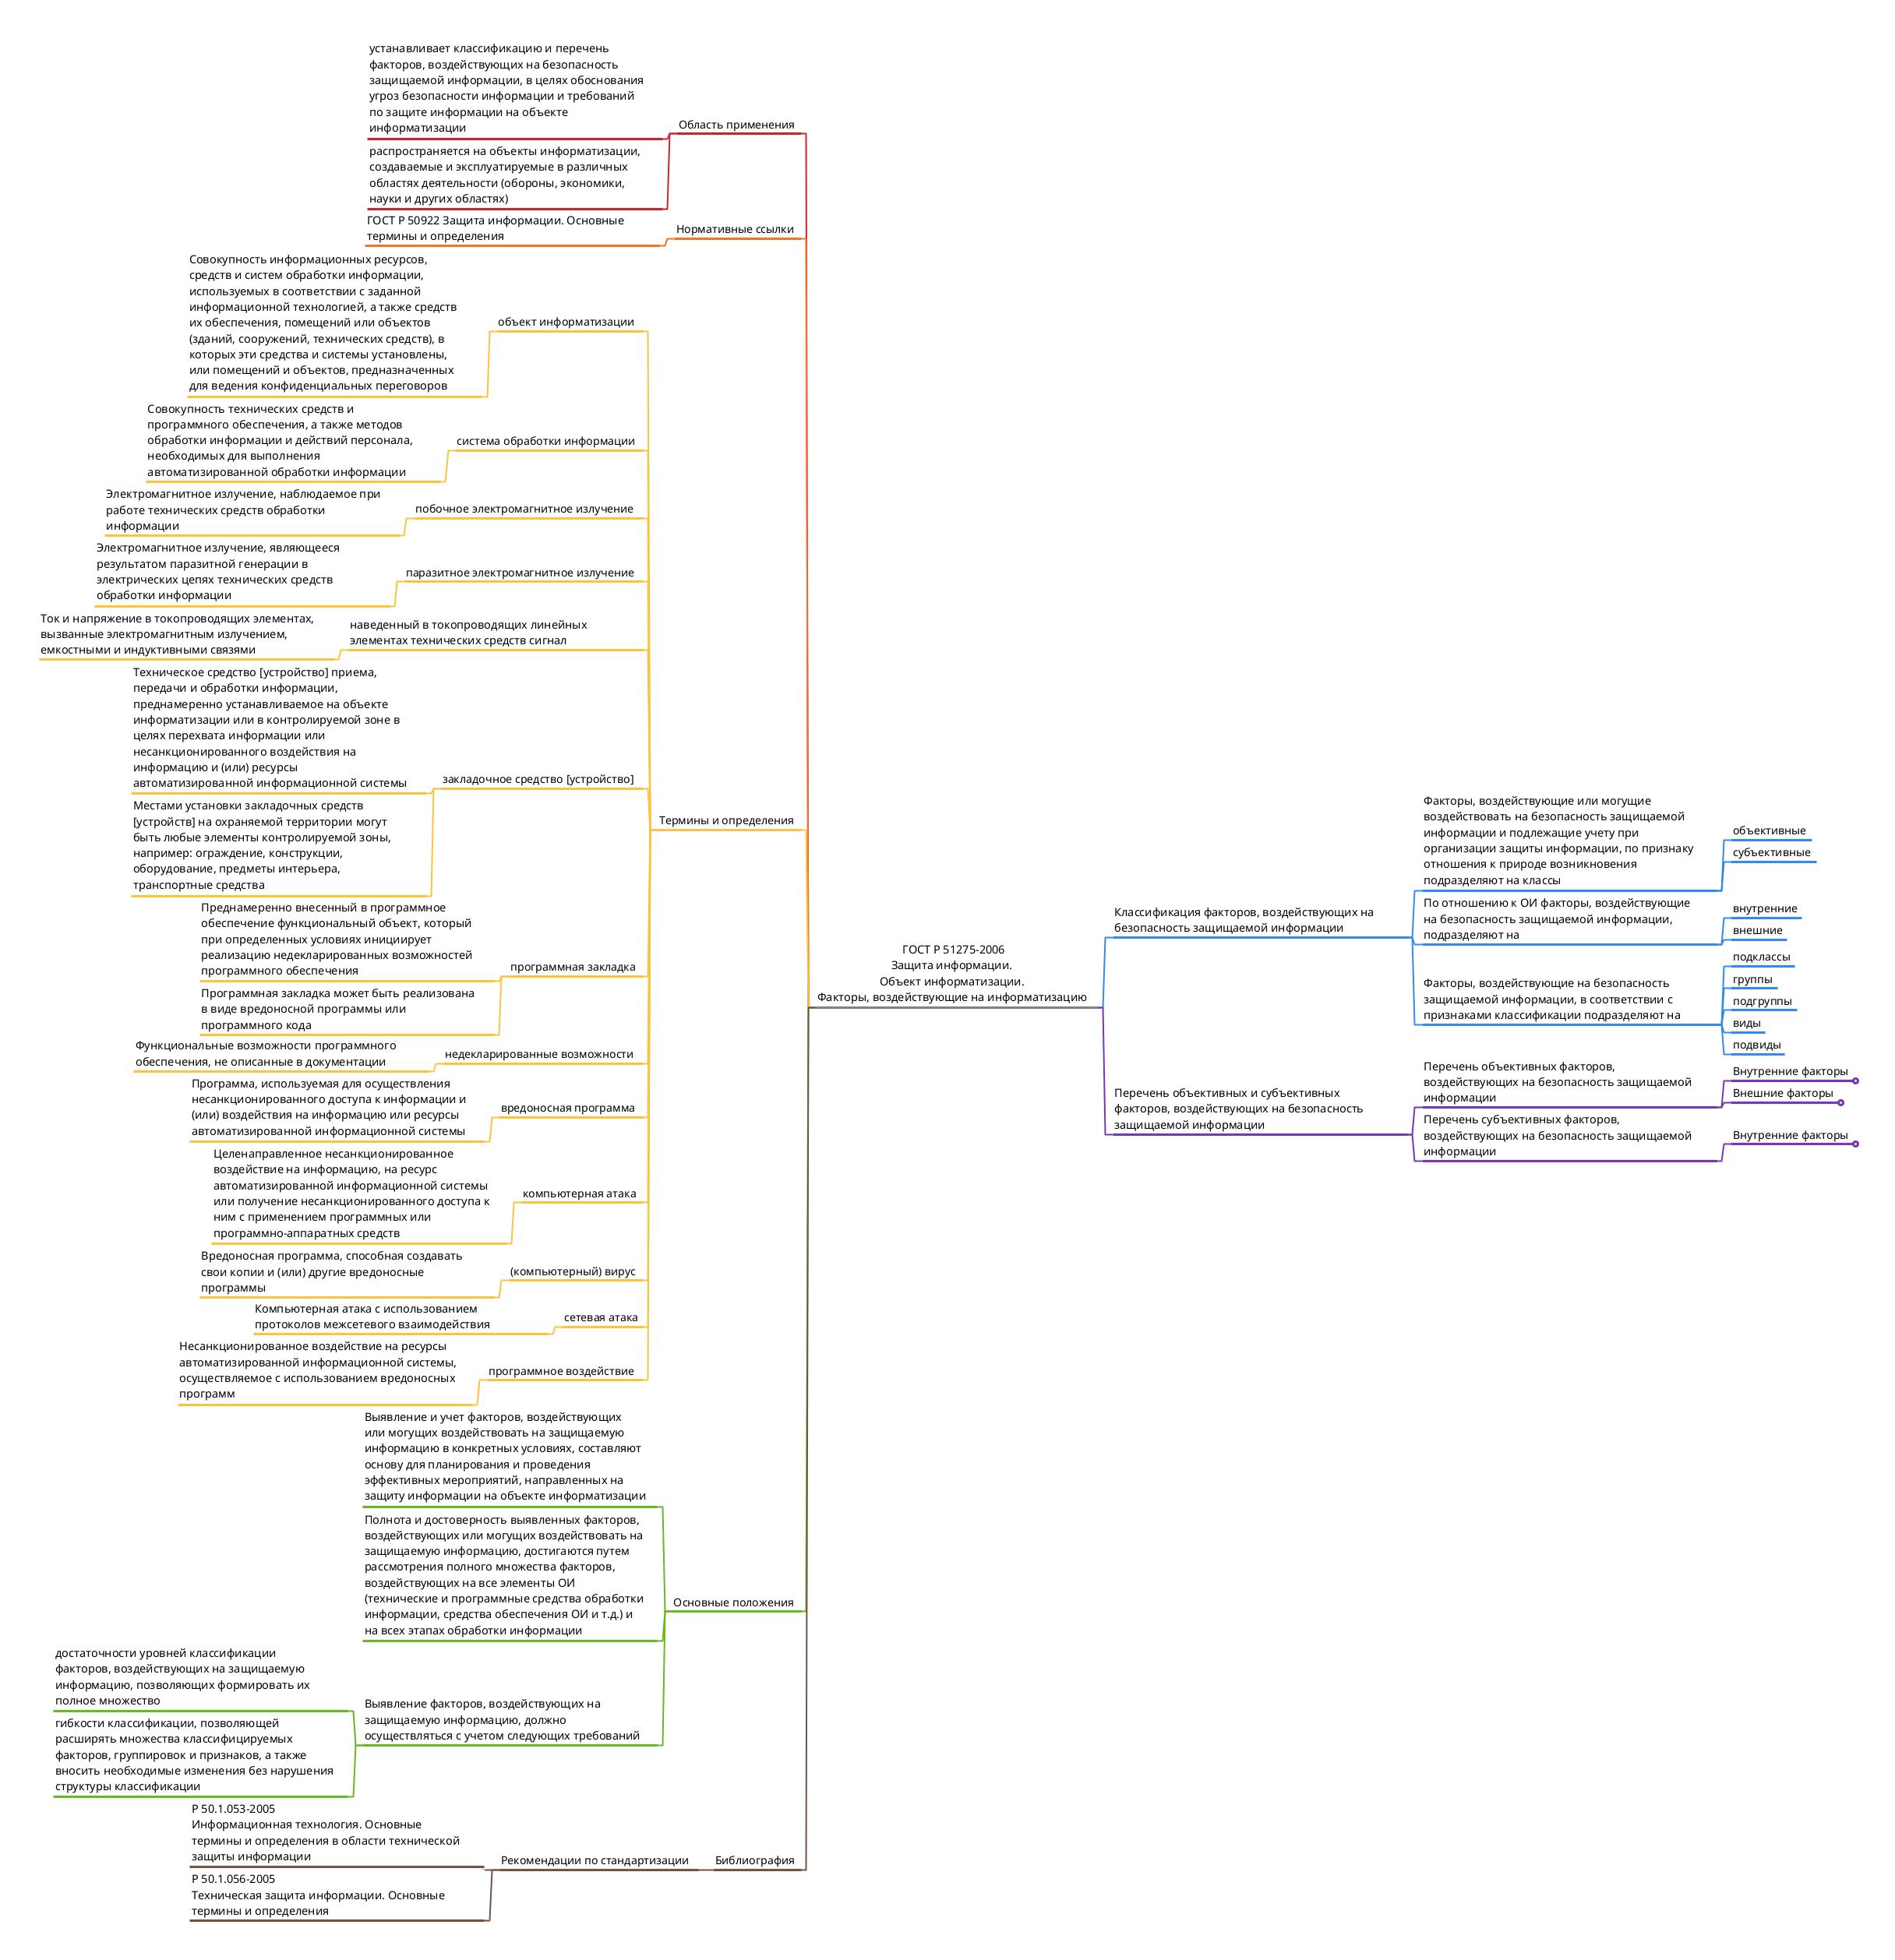 устанавливает классификацию и перечень
факторов, воздействующих на безопасность
защищаемой информации, в целях обоснования
угроз безопасности информации и требований
по защите информации на объекте
информатизации
Область применения
распространяется на объекты информатизации,
создаваемые и эксплуатируемые в различных
областях деятельности (обороны, экономики,
науки и других областях)
ГОСТ Р 50922 Защита информации. Основные
термины и определения
Нормативные ссылки
Совокупность информационных ресурсов,
средств и систем обработки информации,
используемых в соответствии с заданной
информационной технологией, а также средств
их обеспечения, помещений или объектов
(зданий, сооружений, технических средств), в
которых эти средства и системы установлены,
или помещений и объектов, предназначенных
для ведения конфиденциальных переговоров
объект информатизации
Совокупность технических средств и
программного обеспечения, а также методов
обработки информации и действий персонала,
необходимых для выполнения
автоматизированной обработки информации
система обработки информации
Электромагнитное излучение, наблюдаемое при
работе технических средств обработки
информации
побочное электромагнитное излучение
Электромагнитное излучение, являющееся
результатом паразитной генерации в
электрических цепях технических средств
обработки информации
паразитное электромагнитное излучение
Ток и напряжение в токопроводящих элементах,
вызванные электромагнитным излучением,
емкостными и индуктивными связями
наведенный в токопроводящих линейных
элементах технических средств сигнал
Техническое средство [устройство] приема,
передачи и обработки информации,
преднамеренно устанавливаемое на объекте
информатизации или в контролируемой зоне в
целях перехвата информации или
несанкционированного воздействия на
информацию и (или) ресурсы
автоматизированной информационной системы
закладочное средство [устройство]
Местами установки закладочных средств
[устройств] на охраняемой территории могут
быть любые элементы контролируемой зоны,
например: ограждение, конструкции,
оборудование, предметы интерьера,
транспортные средства
Термины и определения
Преднамеренно внесенный в программное
обеспечение функциональный объект, который
при определенных условиях инициирует
реализацию недекларированных возможностей
программного обеспечения
программная закладка
Программная закладка может быть реализована
в виде вредоносной программы или
программного кода
Функциональные возможности программного
обеспечения, не описанные в документации
недекларированные возможности
Программа, используемая для осуществления
несанкционированного доступа к информации и
(или) воздействия на информацию или ресурсы
автоматизированной информационной системы
вредоносная программа
Целенаправленное несанкционированное
воздействие на информацию, на ресурс
автоматизированной информационной системы
или получение несанкционированного доступа к
ним с применением программных или
программно-аппаратных средств
компьютерная атака
Вредоносная программа, способная создавать
свои копии и (или) другие вредоносные
программы
(компьютерный) вирус
Компьютерная атака с использованием
протоколов межсетевого взаимодействия
сетевая атака
Несанкционированное воздействие на ресурсы
автоматизированной информационной системы,
осуществляемое с использованием вредоносных
программ
программное воздействие
Выявление и учет факторов, воздействующих
или могущих воздействовать на защищаемую
информацию в конкретных условиях, составляют
основу для планирования и проведения
эффективных мероприятий, направленных на
защиту информации на объекте информатизации
Полнота и достоверность выявленных факторов,
воздействующих или могущих воздействовать на
защищаемую информацию, достигаются путем
рассмотрения полного множества факторов,
воздействующих на все элементы ОИ
(технические и программные средства обработки
информации, средства обеспечения ОИ и т.д.) и
на всех этапах обработки информации
Основные положения
достаточности уровней классификации
факторов, воздействующих на защищаемую
информацию, позволяющих формировать их
полное множество
гибкости классификации, позволяющей
расширять множества классифицируемых
факторов, группировок и признаков, а также
вносить необходимые изменения без нарушения
структуры классификации
Выявление факторов, воздействующих на
защищаемую информацию, должно
осуществляться с учетом следующих требований
Р 50.1.053-2005
Информационная технология. Основные
термины и определения в области технической
защиты информации
Р 50.1.056-2005
Техническая защита информации. Основные
термины и определения
Рекомендации по стандартизации
Библиография
ГОСТ Р 51275-2006
Защита информации.
Объект информатизации.
Факторы, воздействующие на информатизацию
Классификация факторов, воздействующих на
безопасность защищаемой информации
Факторы, воздействующие или могущие
воздействовать на безопасность защищаемой
информации и подлежащие учету при
организации защиты информации, по признаку
отношения к природе возникновения
подразделяют на классы
объективные
субъективные
По отношению к ОИ факторы, воздействующие
на безопасность защищаемой информации,
подразделяют на
внутренние
внешние
Факторы, воздействующие на безопасность
защищаемой информации, в соответствии с
признаками классификации подразделяют на
подклассы
группы
подгруппы
виды
подвиды
Перечень объективных и субъективных
факторов, воздействующих на безопасность
защищаемой информации
Перечень объективных факторов,
воздействующих на безопасность защищаемой
информации
Внутренние факторы
Внешние факторы
Перечень субъективных факторов,
воздействующих на безопасность защищаемой
информации
Внутренние факторы